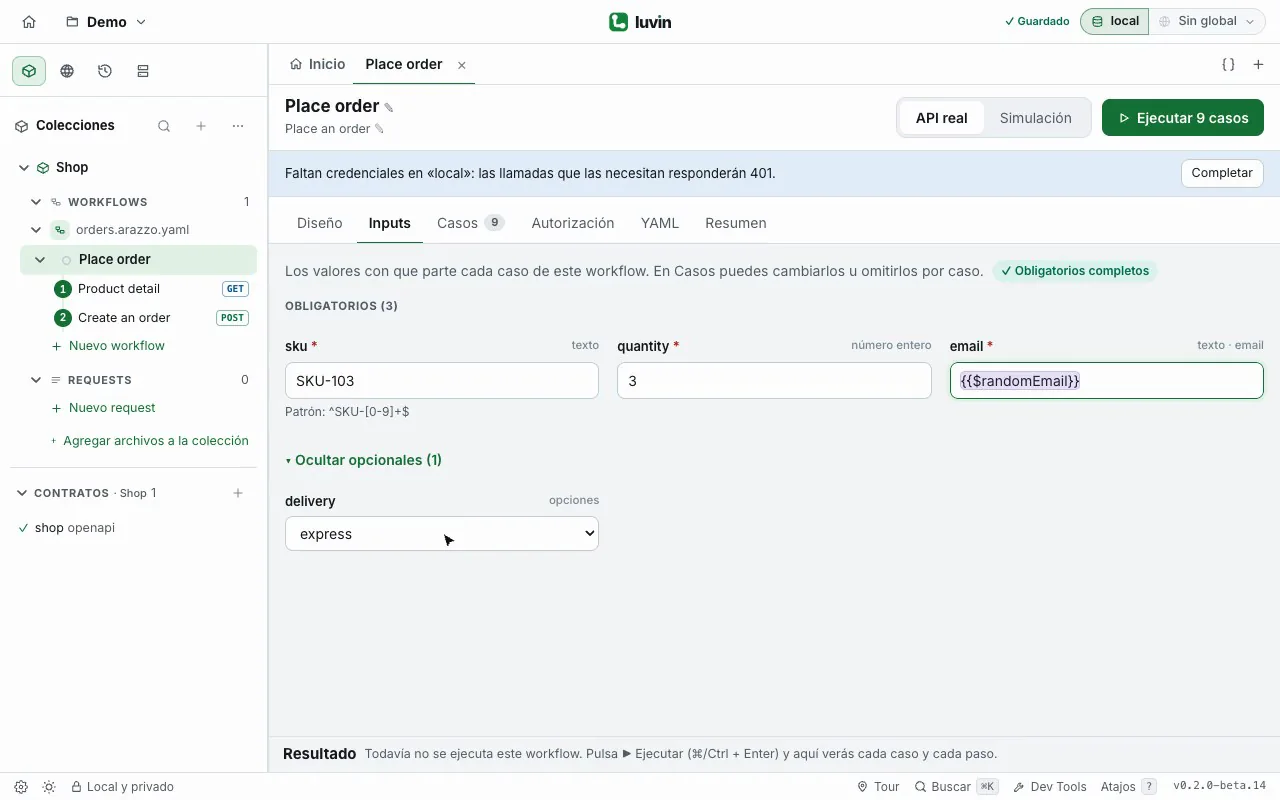 Demo
luvin
✓ Guardado
local
Sin global
Inicio
Place order
Colecciones
Shop
WORKFLOWS 1
orders.arazzo.yaml
Place order
1 Product detail GET
2 Create an order POST
+ Nuevo workflow
REQUESTS 0
+ Nuevo request
+ Agregar archivos a la colección
CONTRATOS · Shop 1
shop openapi
Place order
Place an order
API real
Simulación
Ejecutar 9 casos
Faltan credenciales en «local»: las llamadas que las necesitan responderán 401.
Completar
Diseño
Inputs
Casos 9
Autorización
YAML
Resumen
Los valores con que parte cada caso de este workflow. En Casos puedes cambiarlos u omitirlos por caso.
✓ Obligatorios completos
OBLIGATORIOS (3)
sku * texto
quantity * número entero
email * texto · email
SKU-103
3
{{$randomEmail}}
Patrón: ^SKU-[0-9]+$
▾ Ocultar opcionales (1)
delivery opciones
express
Resultado Todavía no se ejecuta este workflow. Pulsa ▶ Ejecutar (⌘/Ctrl + Enter) y aquí verás cada caso y cada paso.
Local y privado
Tour
Buscar ⌘K
Dev Tools
Atajos ?
v0.2.0-beta.14